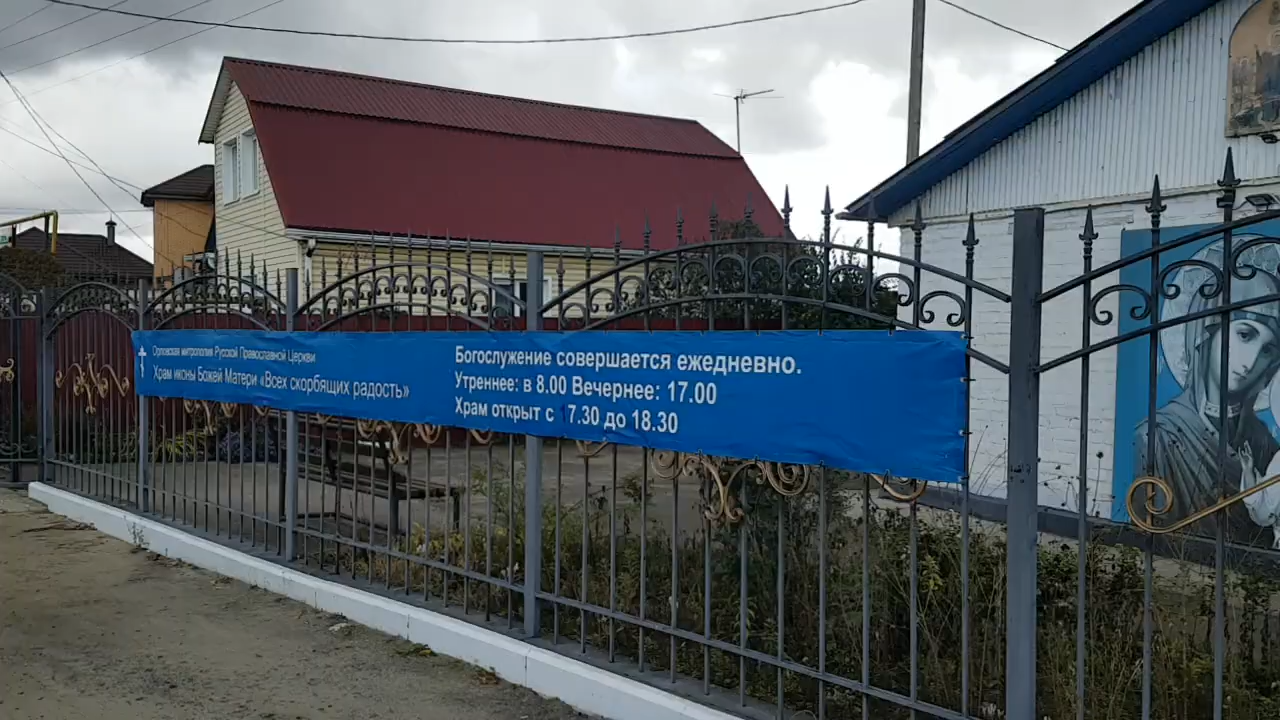 Орловская митрополия Русской Православной Церкви
Храм иконы Божей Матери «Всех скорбящих радость»
Богослужение совершается ежедневно.
Утреннее: в 8.00 Вечернее: 17.00
Храм открыт с 17.30 до 18.30